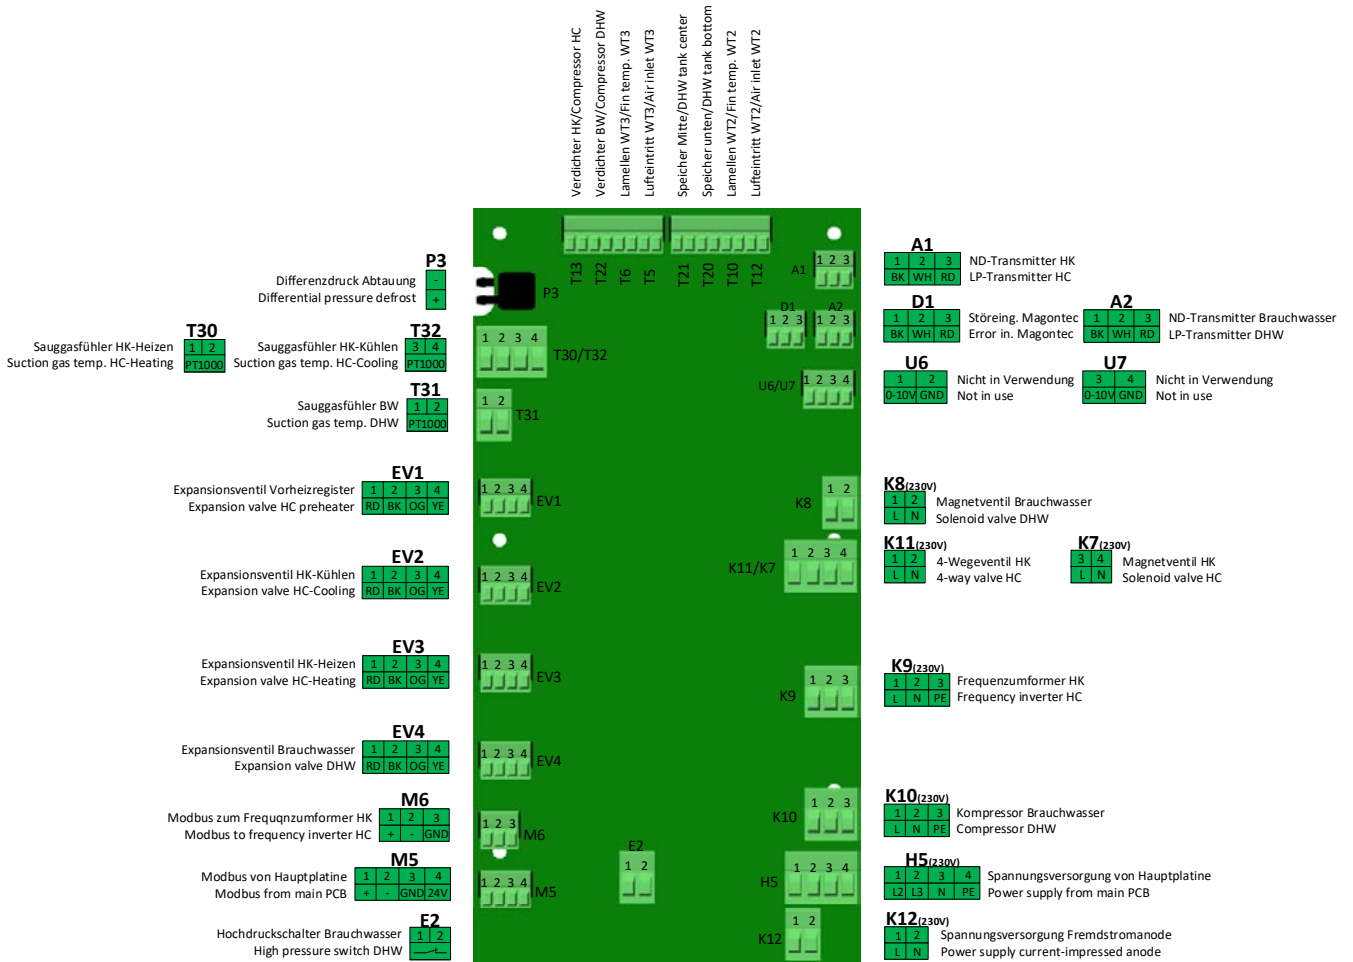 Verdichter HK/Compressor HC
Verdichter BW/Compressor DHW
Lamellen WT3/Fin temp. WT3
Lufteintritt WT3/Air inlet WT3
Speicher Mitte/DHW tank center
Speicher unten/DHW tank bottom
Lamellen WT2/Fin temp. WT2
Lufteintritt WT2/Air inlet WT2
T13
T22
T6
T5
T21
T20
T10
T12
P3
Differenzdruck Abtauung -
Differential pressure defrost +
T30
Sauggasfühler HK-Heizen 1 2
Suction gas temp. HC-Heating PT1000
T32
Sauggasfühler HK-Kühlen 3 4
Suction gas temp. HC-Cooling PT1000
T31
Sauggasfühler BW 1 2
Suction gas temp. DHW PT1000
EV1
Expansionsventil Vorheizregister 1 2 3 4
Expansion valve HC preheater RD BK OG YE
EV2
Expansionsventil HK-Kühlen 1 2 3 4
Expansion valve HC-Cooling RD BK OG YE
EV3
Expansionsventil HK-Heizen 1 2 3 4
Expansion valve HC-Heating RD BK OG YE
EV4
Expansionsventil Brauchwasser 1 2 3 4
Expansion valve DHW RD BK OG YE
M6
Modbus zum Frequqnzumformer HK 1 2 3
Modbus to frequency inverter HC + - GND
M5
Modbus von Hauptplatine 1 2 3 4
Modbus from main PCB + - GND 24V
E2
Hochdruckschalter Brauchwasser 1 2
High pressure switch DHW
P3
1 2 3 4
T30/T32
1 2
T31
1 2 3 4
EV1
1 2 3 4
EV2
1 2 3 4
EV3
1 2 3 4
EV4
1 2 3
M6
1 2 3 4
M5
E2
1 2
A1
1 2 3
D1
1 2 3
A2
1 2 3
U6/U7
1 2 3 4
K8
1 2
K11/K7
1 2 3 4
K9
1 2 3
K10
1 2 3
H5
1 2 3 4
K12
1 2
A1
1 2 3 ND-Transmitter HK
BK WH RD LP-Transmitter HC
D1
1 2 3 Störeing. Magontec
BK WH RD Error in. Magontec
A2
1 2 3 ND-Transmitter Brauchwasser
BK WH RD LP-Transmitter DHW
U6
1 2 Nicht in Verwendung
0-10V GND Not in use
U7
3 4 Nicht in Verwendung
0-10V GND Not in use
K8(230V)
1 2 Magnetventil Brauchwasser
L N Solenoid valve DHW
K11(230V)
1 2 4-Wegeventil HK
L N 4-way valve HC
K7(230V)
3 4 Magnetventil HK
L N Solenoid valve HC
K9(230V)
1 2 3 Frequenzumformer HK
L N PE Frequency inverter HC
K10(230V)
1 2 3 Kompressor Brauchwasser
L N PE Compressor DHW
H5(230V)
1 2 3 4 Spannungsversorgung von Hauptplatine
L2 L3 N PE Power supply from main PCB
K12(230V)
1 2 Spannungsversorgung Fremdstromanode
L N Power supply current-impressed anode